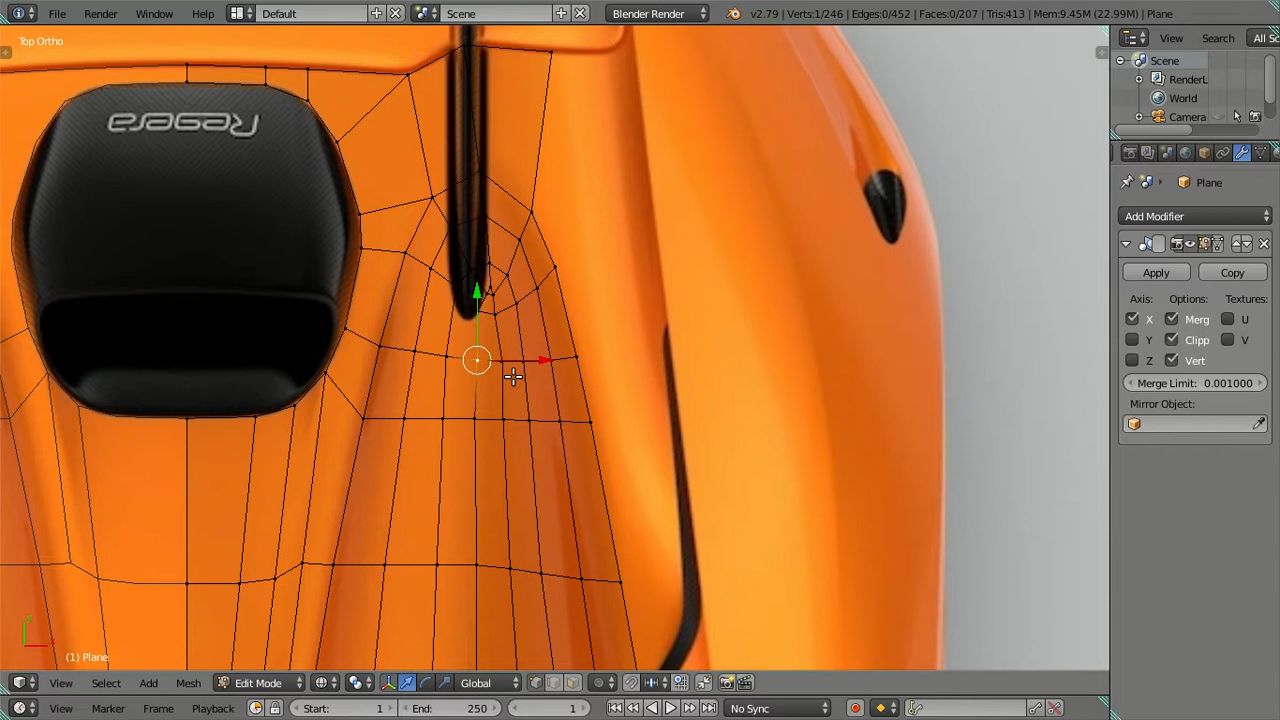 File Render Window Help Default Scene Blender Render v2.79 | Verts:1/246 | Edges:0/452 | Faces:0/207 | Tris:413 | Mem:9.45M (22.99M) | Plane
Top Ortho
View Search All Sc
Scene
RenderL
World
Camera
Regera
Plane
Add Modifier
Apply Copy
Axis: Options: Textures:
X Merg U
Y Clipp V
Z Vert
Merge Limit: 0.001000
Mirror Object:
(1) Plane
View Select Add Mesh Edit Mode Global
View Marker Frame Playback Start: 1 End: 250 1 No Sync